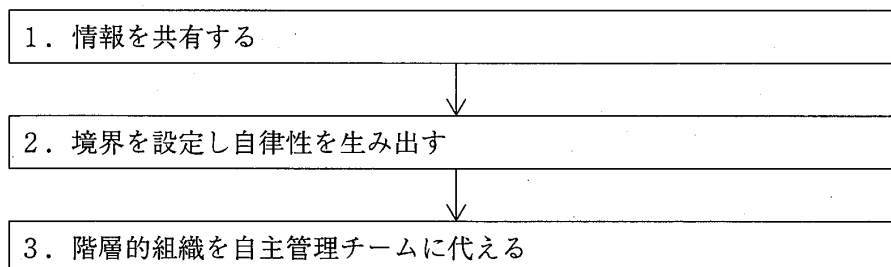 1．情報を共有する
2．境界を設定し自律性を生み出す
3．階層的組織を自主管理チームに代える